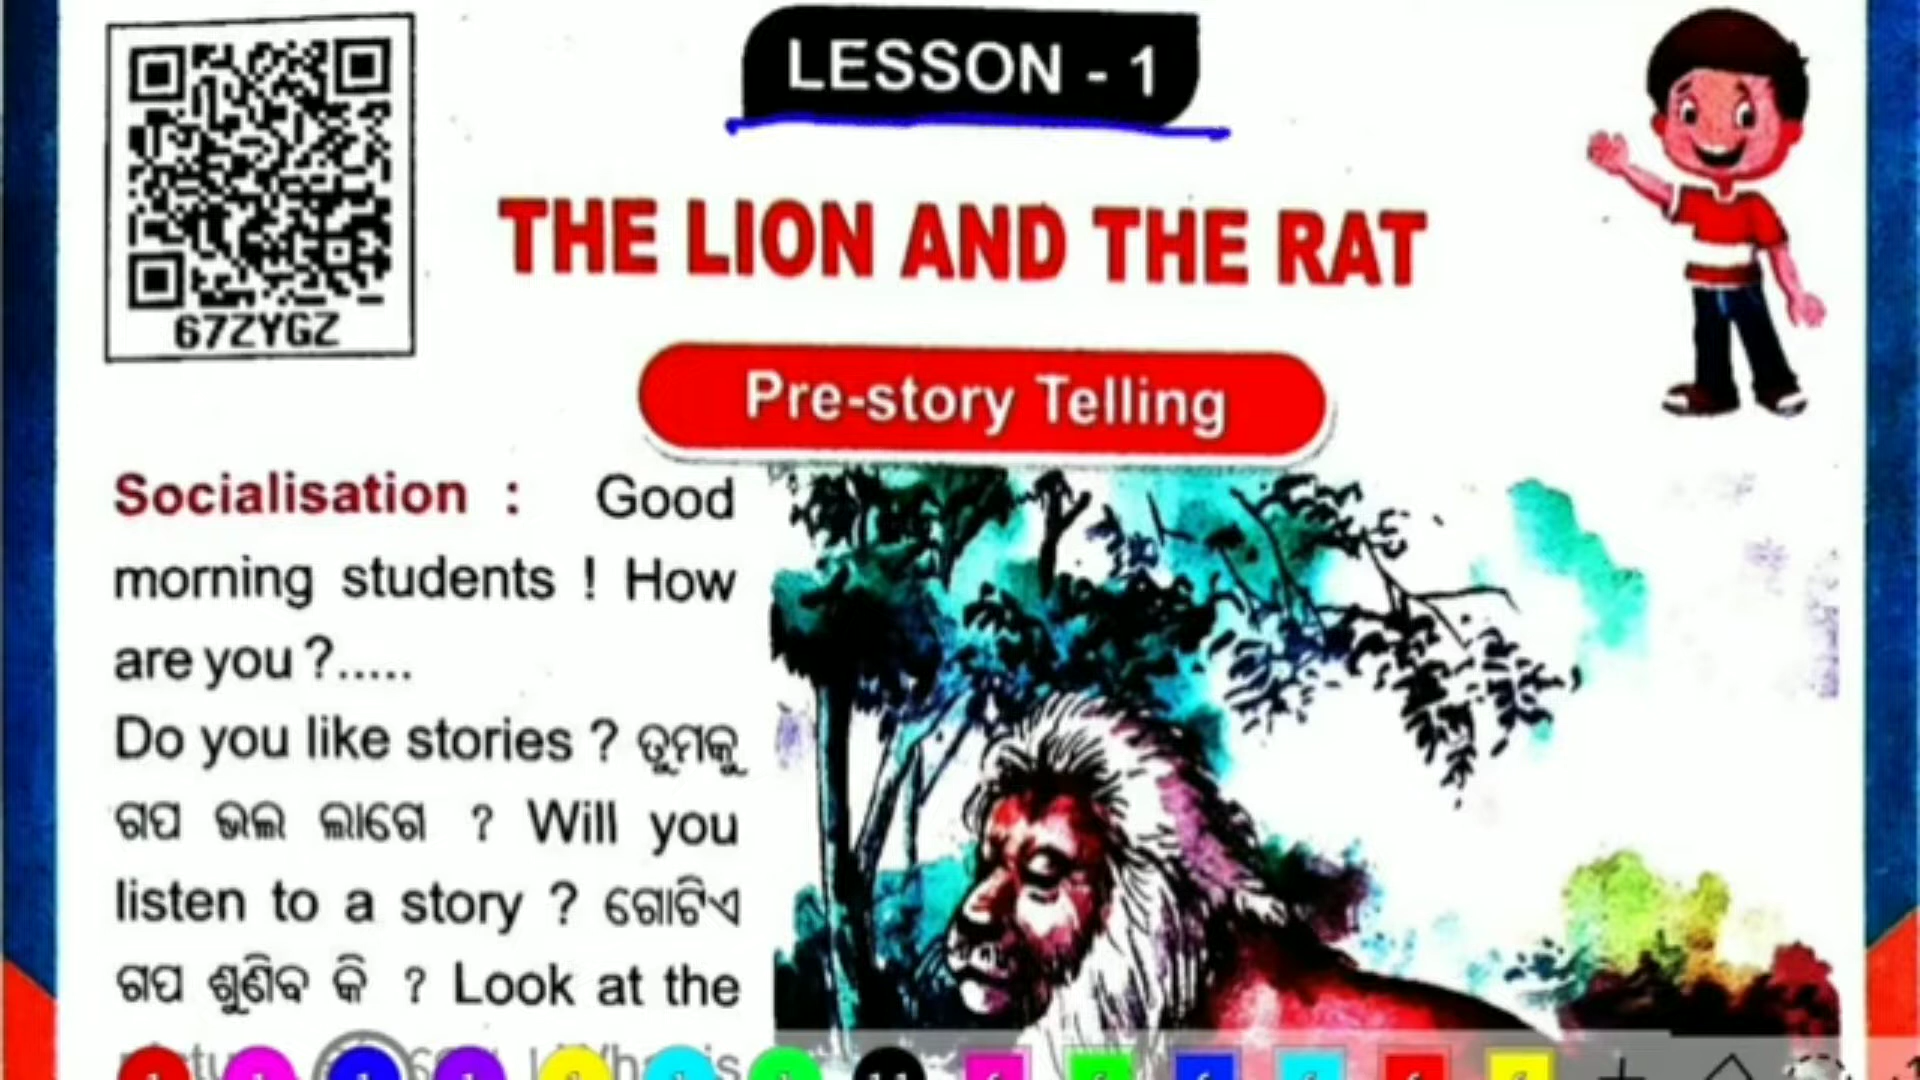 LESSON - 1
67ZYGZ
THE LION AND THE RAT
Pre-story Telling
Socialisation : Good
morning students ! How
are you ?.....
Do you like stories ? ତୁମକୁ
ଗପ ଭଲ ଲାଗେ ? Will you
listen to a story ? ଗୋଟିଏ
ଗପ ଶୁଣିବ କି ? Look at the